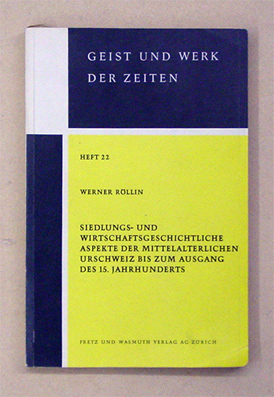 GEIST UND WERK
DER ZEITEN
HEFT 22
WERNER RÖLLIN
SIEDLUNGS- UND
WIRTSCHAFTSGESCHICHTLICHE
ASPEKTE DER MITTELALTERLICHEN
URSCHWEIZ BIS ZUM AUSGANG
DES 15. JAHRHUNDERTS
FRETZ UND WASMUTH VERLAG AG ZÜRICH